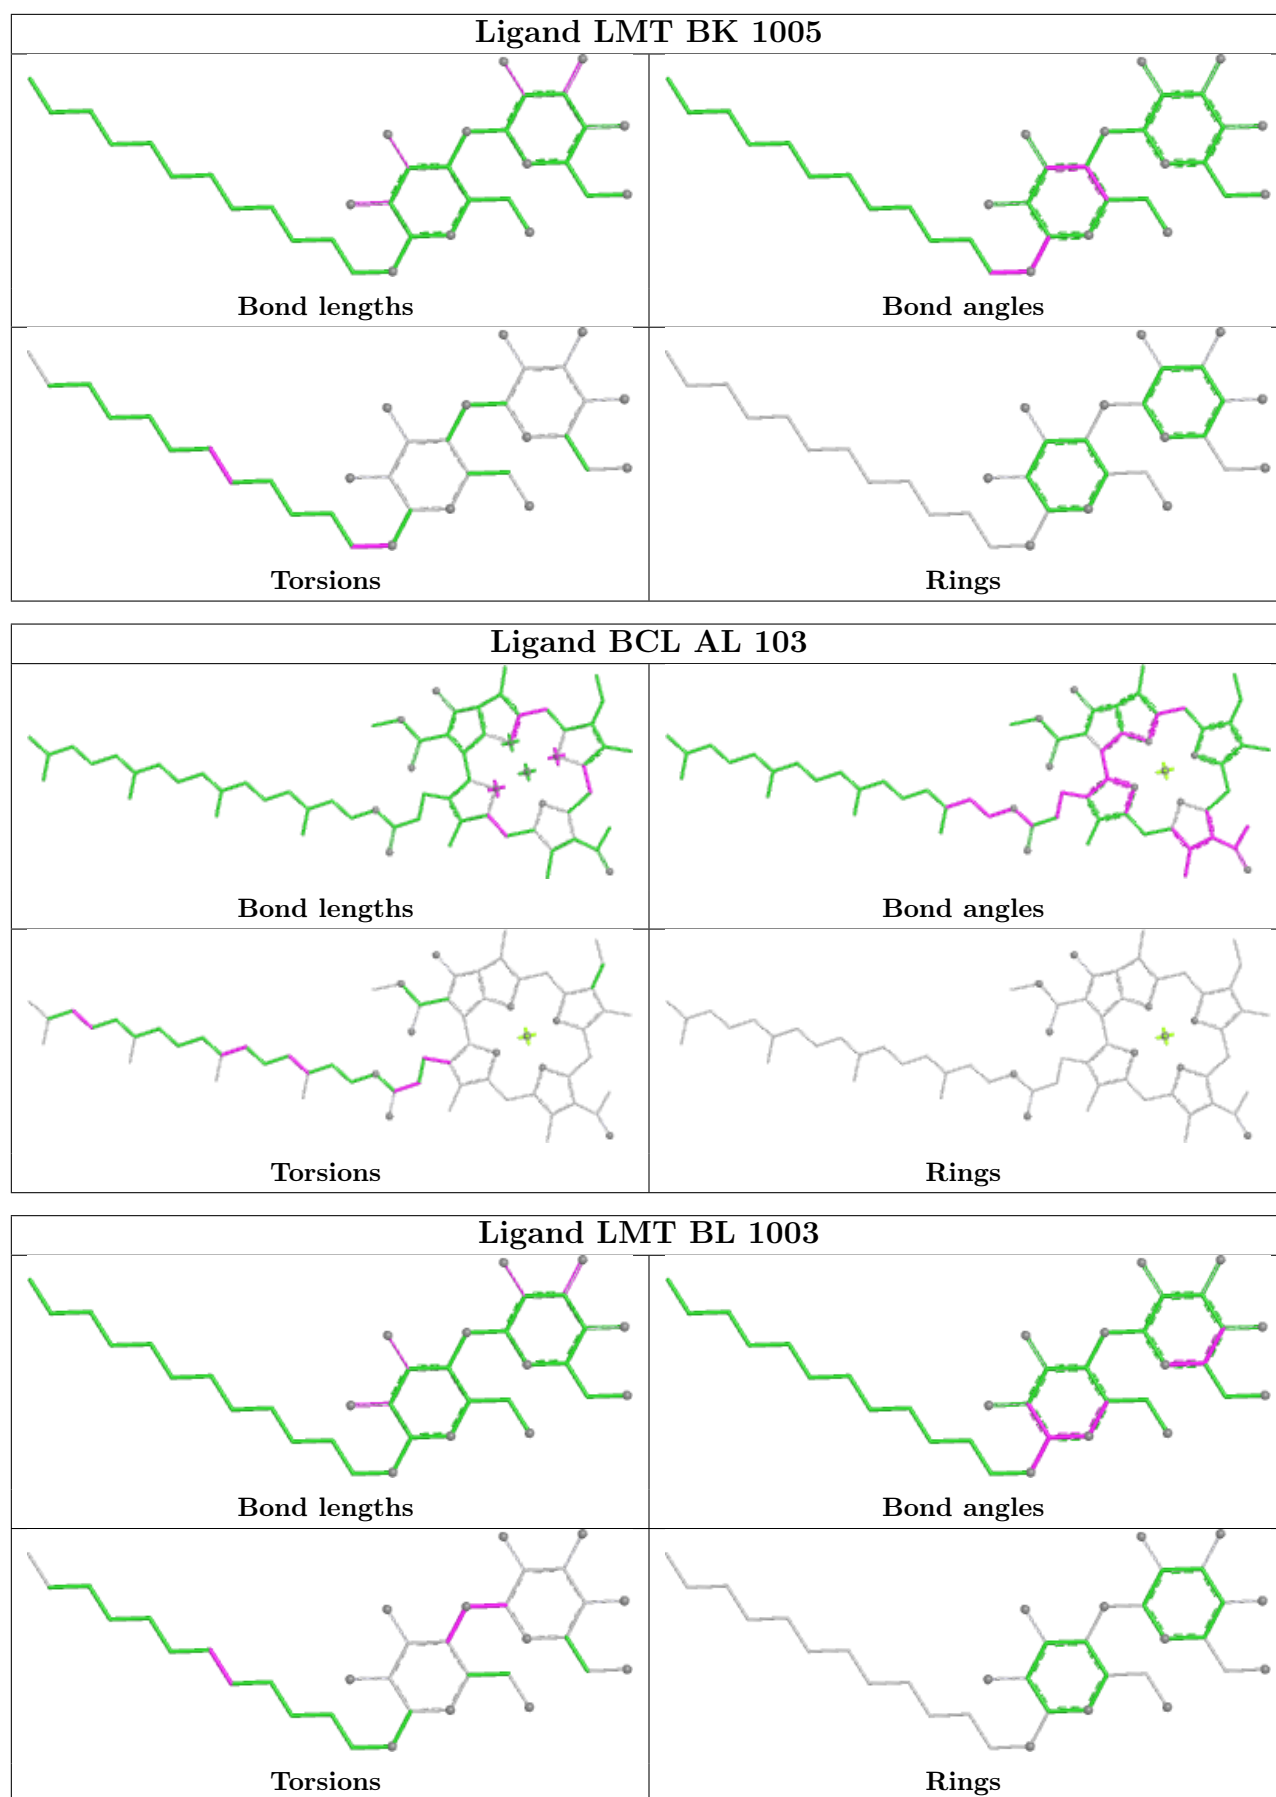 Ligand LMT BK 1005
Bond lengths
Bond angles
Torsions
Rings
Ligand BCL AL 103
Bond lengths
Bond angles
Torsions
Rings
Ligand LMT BL 1003
Bond lengths
Bond angles
Torsions
Rings